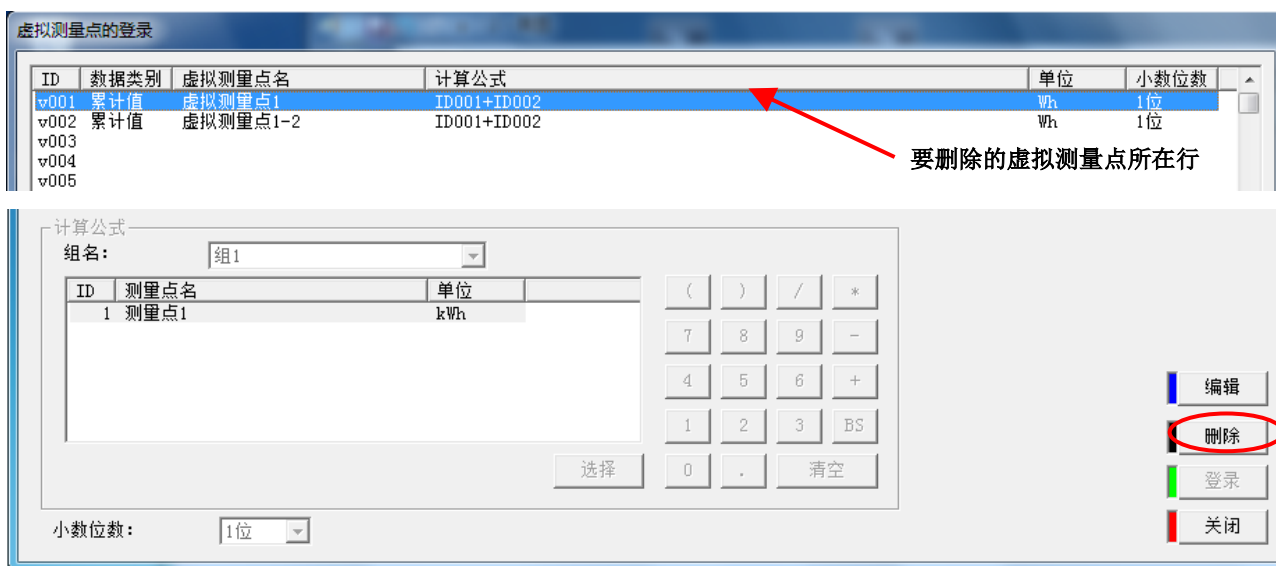 虚拟测量点的登录
ID 数据类别 虚拟测量点名 计算公式 单位 小数位数
v001 累计值 虚拟测量点1 ID001+ID002 Wh 1位
v002 累计值 虚拟测量点1-2 ID001+ID002 Wh 1位
v003
v004
v005
要删除的虚拟测量点所在行
计算公式
组名： 组1
ID 测量点名 单位
1 测量点1 kWh
( ) / *
7 8 9 -
4 5 6 +
1 2 3 BS
选择 0 . 清空
编辑
删除
登录
关闭
小数位数： 1位